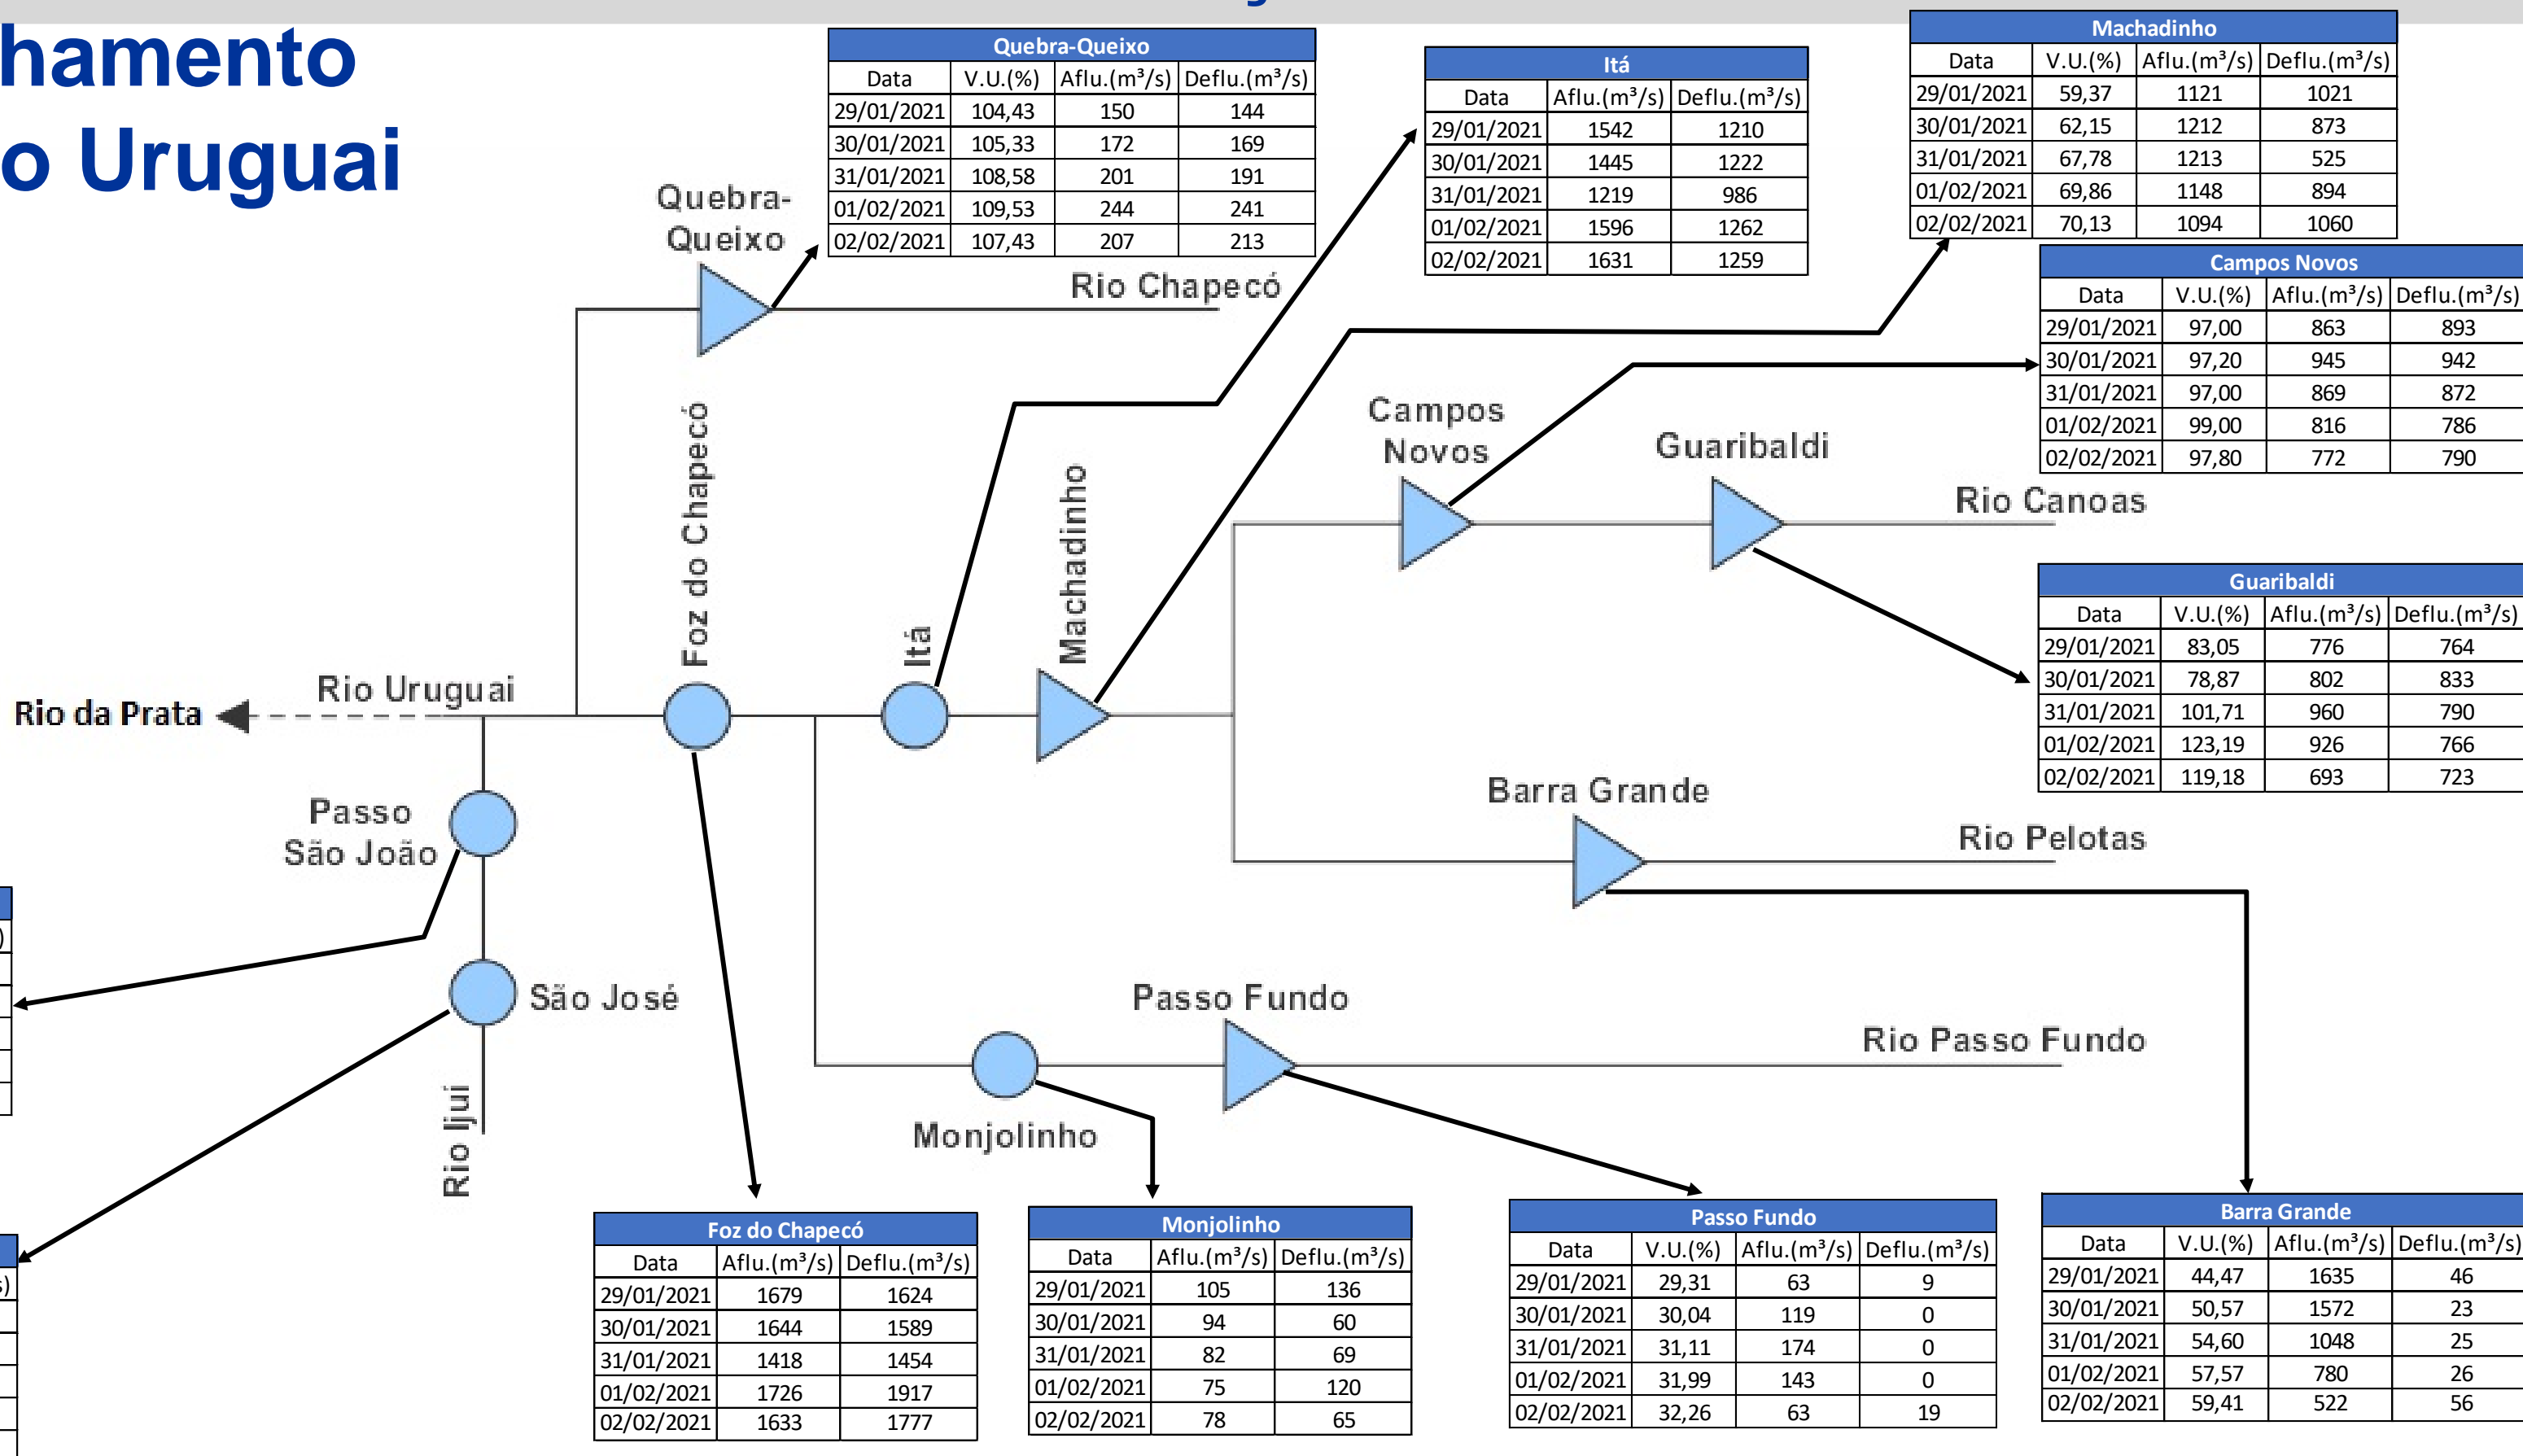 hamento
o Uruguai
Quebra-Queixo
Data V.U.(%) Aflu.(m³/s) Deflu.(m³/s)
29/01/2021 104,43 150 144
30/01/2021 105,33 172 169
31/01/2021 108,58 201 191
01/02/2021 109,53 244 241
02/02/2021 107,43 207 213
Itá
Data Aflu.(m³/s) Deflu.(m³/s)
29/01/2021 1542 1210
30/01/2021 1445 1222
31/01/2021 1219 986
01/02/2021 1596 1262
02/02/2021 1631 1259
Machadinho
Data V.U.(%) Aflu.(m³/s) Deflu.(m³/s)
29/01/2021 59,37 1121 1021
30/01/2021 62,15 1212 873
31/01/2021 67,78 1213 525
01/02/2021 69,86 1148 894
02/02/2021 70,13 1094 1060
Campos Novos
Data V.U.(%) Aflu.(m³/s) Deflu.(m³/s)
29/01/2021 97,00 863 893
30/01/2021 97,20 945 942
31/01/2021 97,00 869 872
01/02/2021 99,00 816 786
02/02/2021 97,80 772 790
Quebra-
Queixo
Rio Chapecó
Foz do Chapecó
Itá
Machadinho
Campos
Novos
Guaribaldi
Rio Canoas
Guaribaldi
Data V.U.(%) Aflu.(m³/s) Deflu.(m³/s)
29/01/2021 83,05 776 764
30/01/2021 78,87 802 833
31/01/2021 101,71 960 790
01/02/2021 123,19 926 766
02/02/2021 119,18 693 723
Rio Uruguai
Rio da Prata
Passo
São João
Barra Grande
Rio Pelotas
São José
Passo Fundo
Rio Passo Fundo
Monjolinho
Rio Ijui
)
s)
Foz do Chapecó
Data Aflu.(m³/s) Deflu.(m³/s)
29/01/2021 1679 1624
30/01/2021 1644 1589
31/01/2021 1418 1454
01/02/2021 1726 1917
02/02/2021 1633 1777
Monjolinho
Data Aflu.(m³/s) Deflu.(m³/s)
29/01/2021 105 136
30/01/2021 94 60
31/01/2021 82 69
01/02/2021 75 120
02/02/2021 78 65
Passo Fundo
Data V.U.(%) Aflu.(m³/s) Deflu.(m³/s)
29/01/2021 29,31 63 9
30/01/2021 30,04 119 0
31/01/2021 31,11 174 0
01/02/2021 31,99 143 0
02/02/2021 32,26 63 19
Barra Grande
Data V.U.(%) Aflu.(m³/s) Deflu.(m³/s)
29/01/2021 44,47 1635 46
30/01/2021 50,57 1572 23
31/01/2021 54,60 1048 25
01/02/2021 57,57 780 26
02/02/2021 59,41 522 56